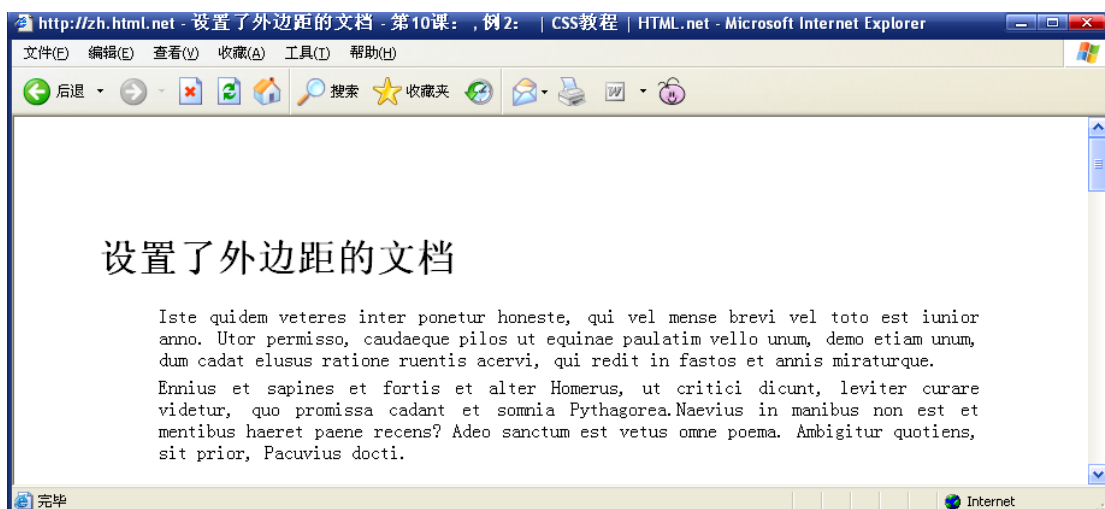 http://zh.html.net - 设置了外边距的文档 - 第10课: , 例2: | CSS教程 | HTML.net - Microsoft Internet Explorer
文件(F) 编辑(E) 查看(V) 收藏(A) 工具(T) 帮助(H)
后退 搜索 收藏夹 W
设置了外边距的文档
Iste quidem veteres inter ponetur honeste, qui vel mense brevi vel toto est iunior
anno. Utor permisso, caudaeque pilos ut equinae paulatim vello unum, demo etiam unum,
dum cadat elusus ratione ruentis acervi, qui redit in fastos et annis miraturque.
Ennius et sapines et fortis et alter Homerus, ut critici dicunt, leviter curare
videtur, quo promissa cadant et somnia Pythagorea.Naevius in manibus non est et
mentibus haeret paene recens? Adeo sanctum est vetus omne poema. Ambigitur quotiens,
sit prior, Pacuvius docti.
完毕 Internet